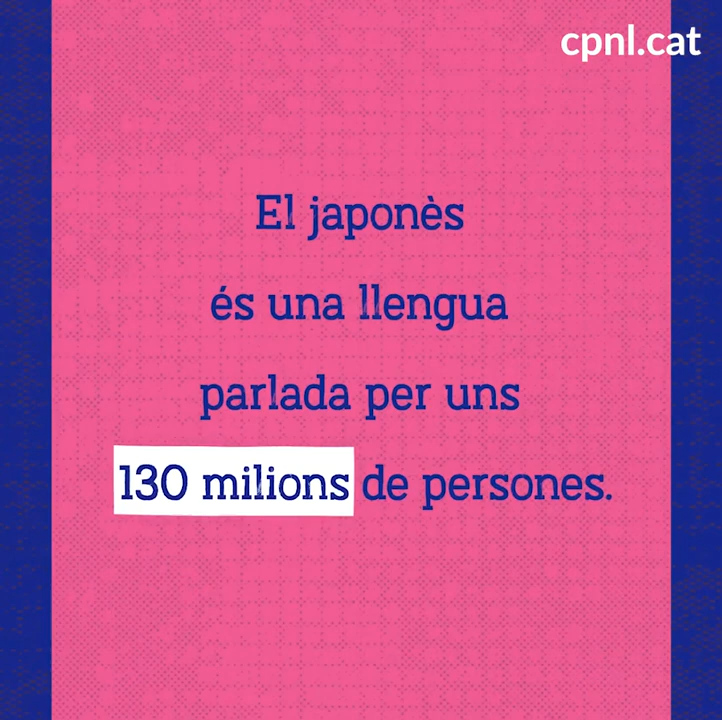 cpnl.cat
El japonès
és una llengua
parlada per uns
130 milions de persones.